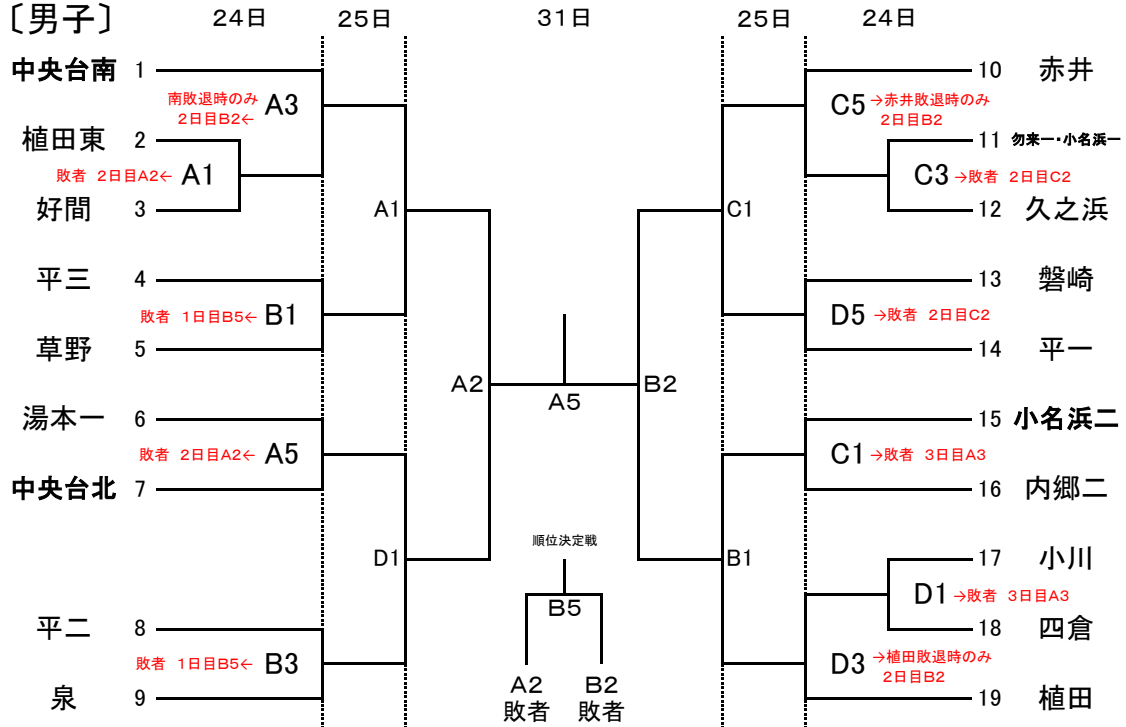 〔男子〕
24日 25日 31日 25日 24日
中央台南 1
南敗退時のみ
2日目B2←
A3
植田東 2
敗者 2日目A2← A1
好間 3
A1
平三 4
敗者 1日目B5← B1
草野 5
A2
湯本一 6
敗者 2日目A2← A5
中央台北 7
D1
平二 8
敗者 1日目B5← B3
泉 9
A5
順位決定戦
B5
A2
敗者
B2
敗者
10 赤井
C5
→赤井敗退時のみ
2日目B2
11 勿来一・小名浜一
C3 →敗者 2日目C2
12 久之浜
C1
13 磐崎
D5 →敗者 2日目C2
14 平一
B2
15 小名浜二
C1 →敗者 3日目A3
16 内郷二
B1
17 小川
D1 →敗者 3日目A3
18 四倉
D3
→植田敗退時のみ
2日目B2
19 植田